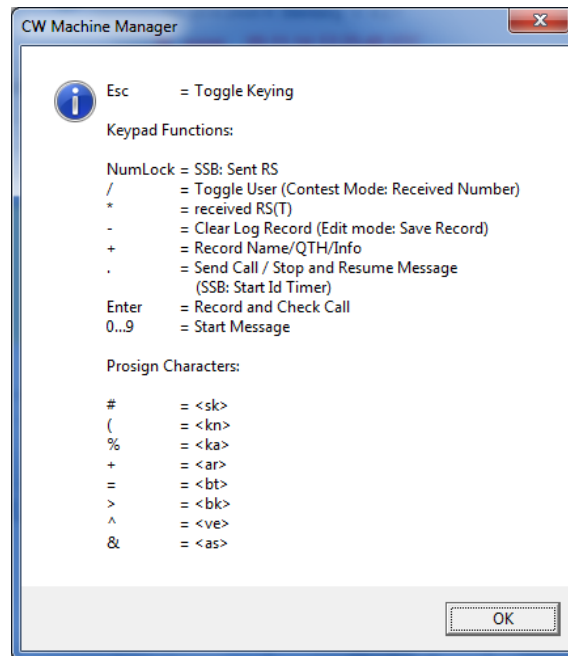 CW Machine Manager
Esc = Toggle Keying
Keypad Functions:
NumLock = SSB: Sent RS
/ = Toggle User (Contest Mode: Received Number)
* = received RS(T)
- = Clear Log Record (Edit mode: Save Record)
+ = Record Name/QTH/Info
. = Send Call / Stop and Resume Message
(SSB: Start Id Timer)
Enter = Record and Check Call
0...9 = Start Message
Prosign Characters:
# = <sk>
( = <kn>
% = <ka>
+ = <ar>
= = <bt>
> = <bk>
^ = <ve>
& = <as>
OK